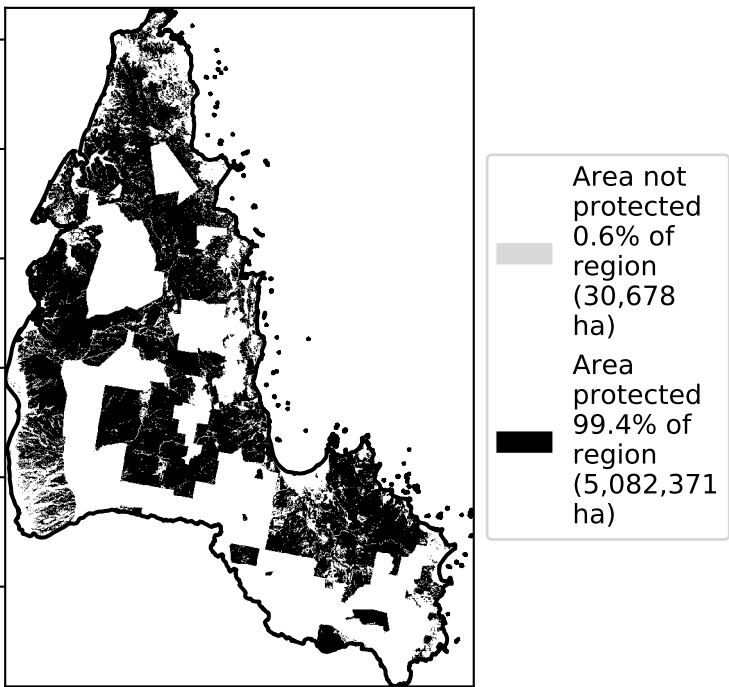 Area not
protected
0.6% of
region
(30,678
ha)
Area
protected
99.4% of
region
(5,082,371
ha)